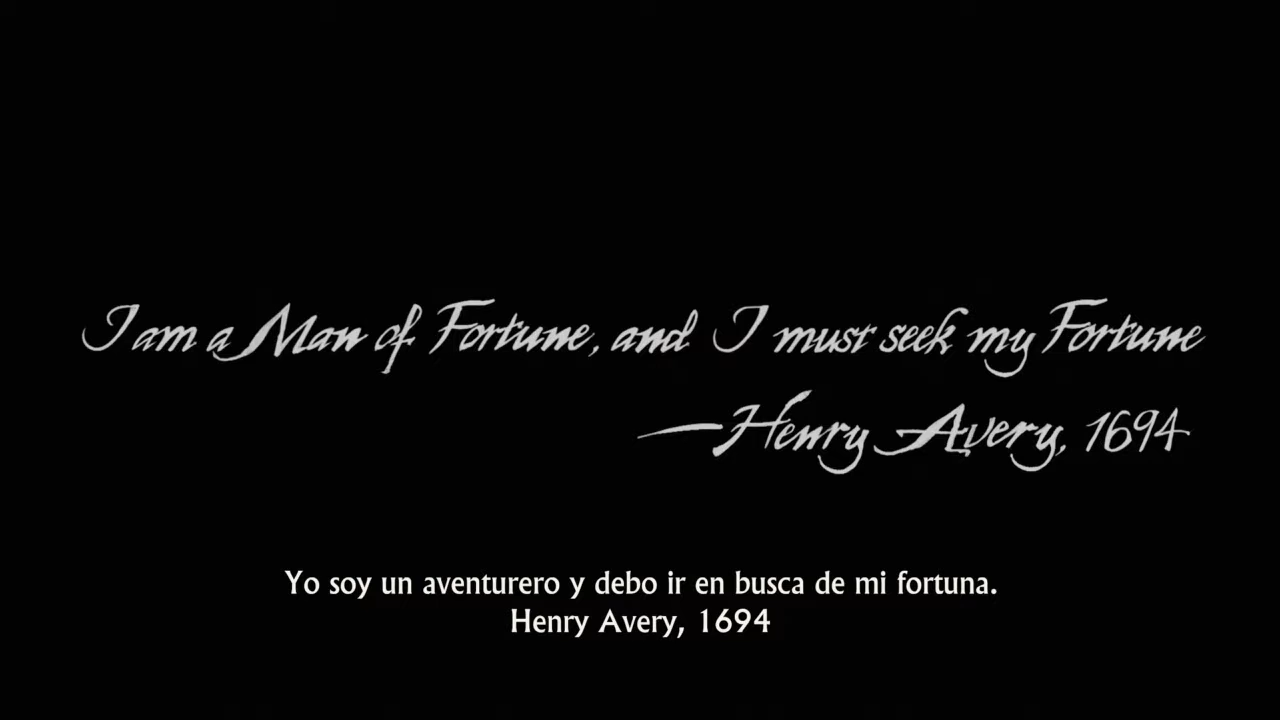 I am a Man of Fortune, and I must seek my Fortune
—Henry Avery, 1694
Yo soy un aventurero y debo ir en busca de mi fortuna.
Henry Avery, 1694